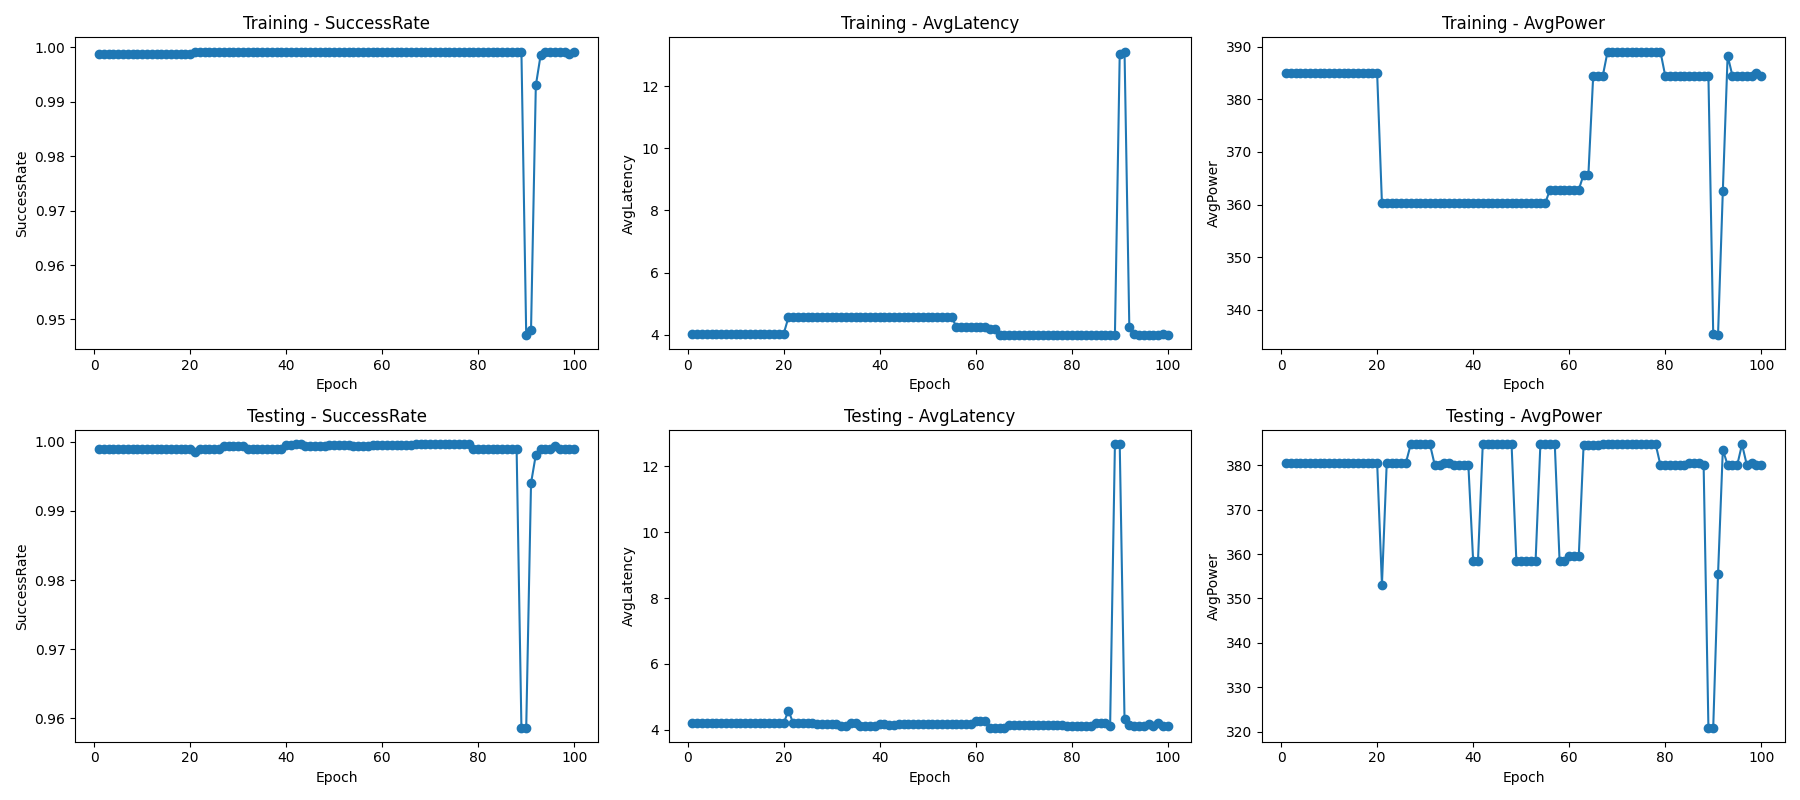 Training - SuccessRate
1.00
0.99
0.98
0.97
0.96
0.95
SuccessRate
0 20 40 60 80 100
Epoch
Training - AvgLatency
12
10
8
6
4
AvgLatency
0 20 40 60 80 100
Epoch
Training - AvgPower
390
380
370
360
350
340
AvgPower
0 20 40 60 80 100
Epoch
Testing - SuccessRate
1.00
0.99
0.98
0.97
0.96
SuccessRate
0 20 40 60 80 100
Epoch
Testing - AvgLatency
12
10
8
6
4
AvgLatency
0 20 40 60 80 100
Epoch
Testing - AvgPower
380
370
360
350
340
330
320
AvgPower
0 20 40 60 80 100
Epoch